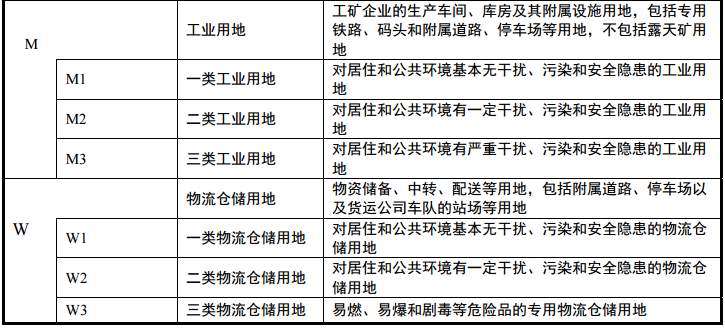 M
工业用地
工矿企业的生产车间、库房及其附属设施用地，包括专用
铁路、码头和附属道路、停车场等用地，不包括露天矿用
地
M1
一类工业用地
对居住和公共环境基本无干扰、污染和安全隐患的工业用
地
M2
二类工业用地
对居住和公共环境有一定干扰、污染和安全隐患的工业用
地
M3
三类工业用地
对居住和公共环境有严重干扰、污染和安全隐患的工业用
地
W
物流仓储用地
物资储备、中转、配送等用地，包括附属道路、停车场以
及货运公司车队的站场等用地
W1
一类物流仓储用地
对居住和公共环境基本无干扰、污染和安全隐患的物流仓
储用地
W2
二类物流仓储用地
对居住和公共环境有一定干扰、污染和安全隐患的物流仓
储用地
W3
三类物流仓储用地
易燃、易爆和剧毒等危险品的专用物流仓储用地